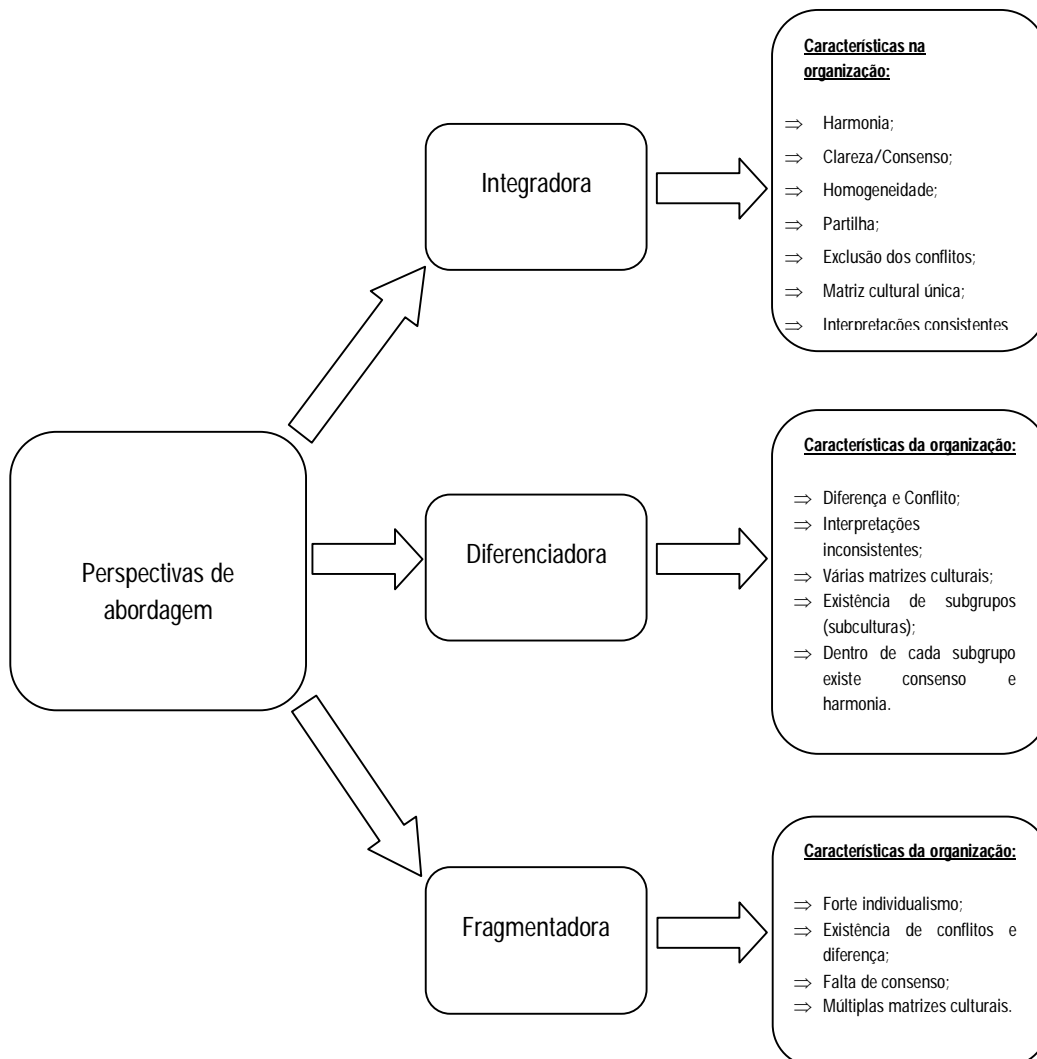 Perspectivas de
abordagem
Integradora
Características na
organização:
⇒ Harmonia;
⇒ Clareza/Consenso;
⇒ Homogeneidade;
⇒ Partilha;
⇒ Exclusão dos conflitos;
⇒ Matriz cultural única;
⇒ Interpretações consistentes
Diferenciadora
Características da organização:
⇒ Diferença e Conflito;
⇒ Interpretações
inconsistentes;
⇒ Várias matrizes culturais;
⇒ Existência de subgrupos
(subculturas);
⇒ Dentro de cada subgrupo
existe consenso e
harmonia.
Fragmentadora
Características da organização:
⇒ Forte individualismo;
⇒ Existência de conflitos e
diferença;
⇒ Falta de consenso;
⇒ Múltiplas matrizes culturais.